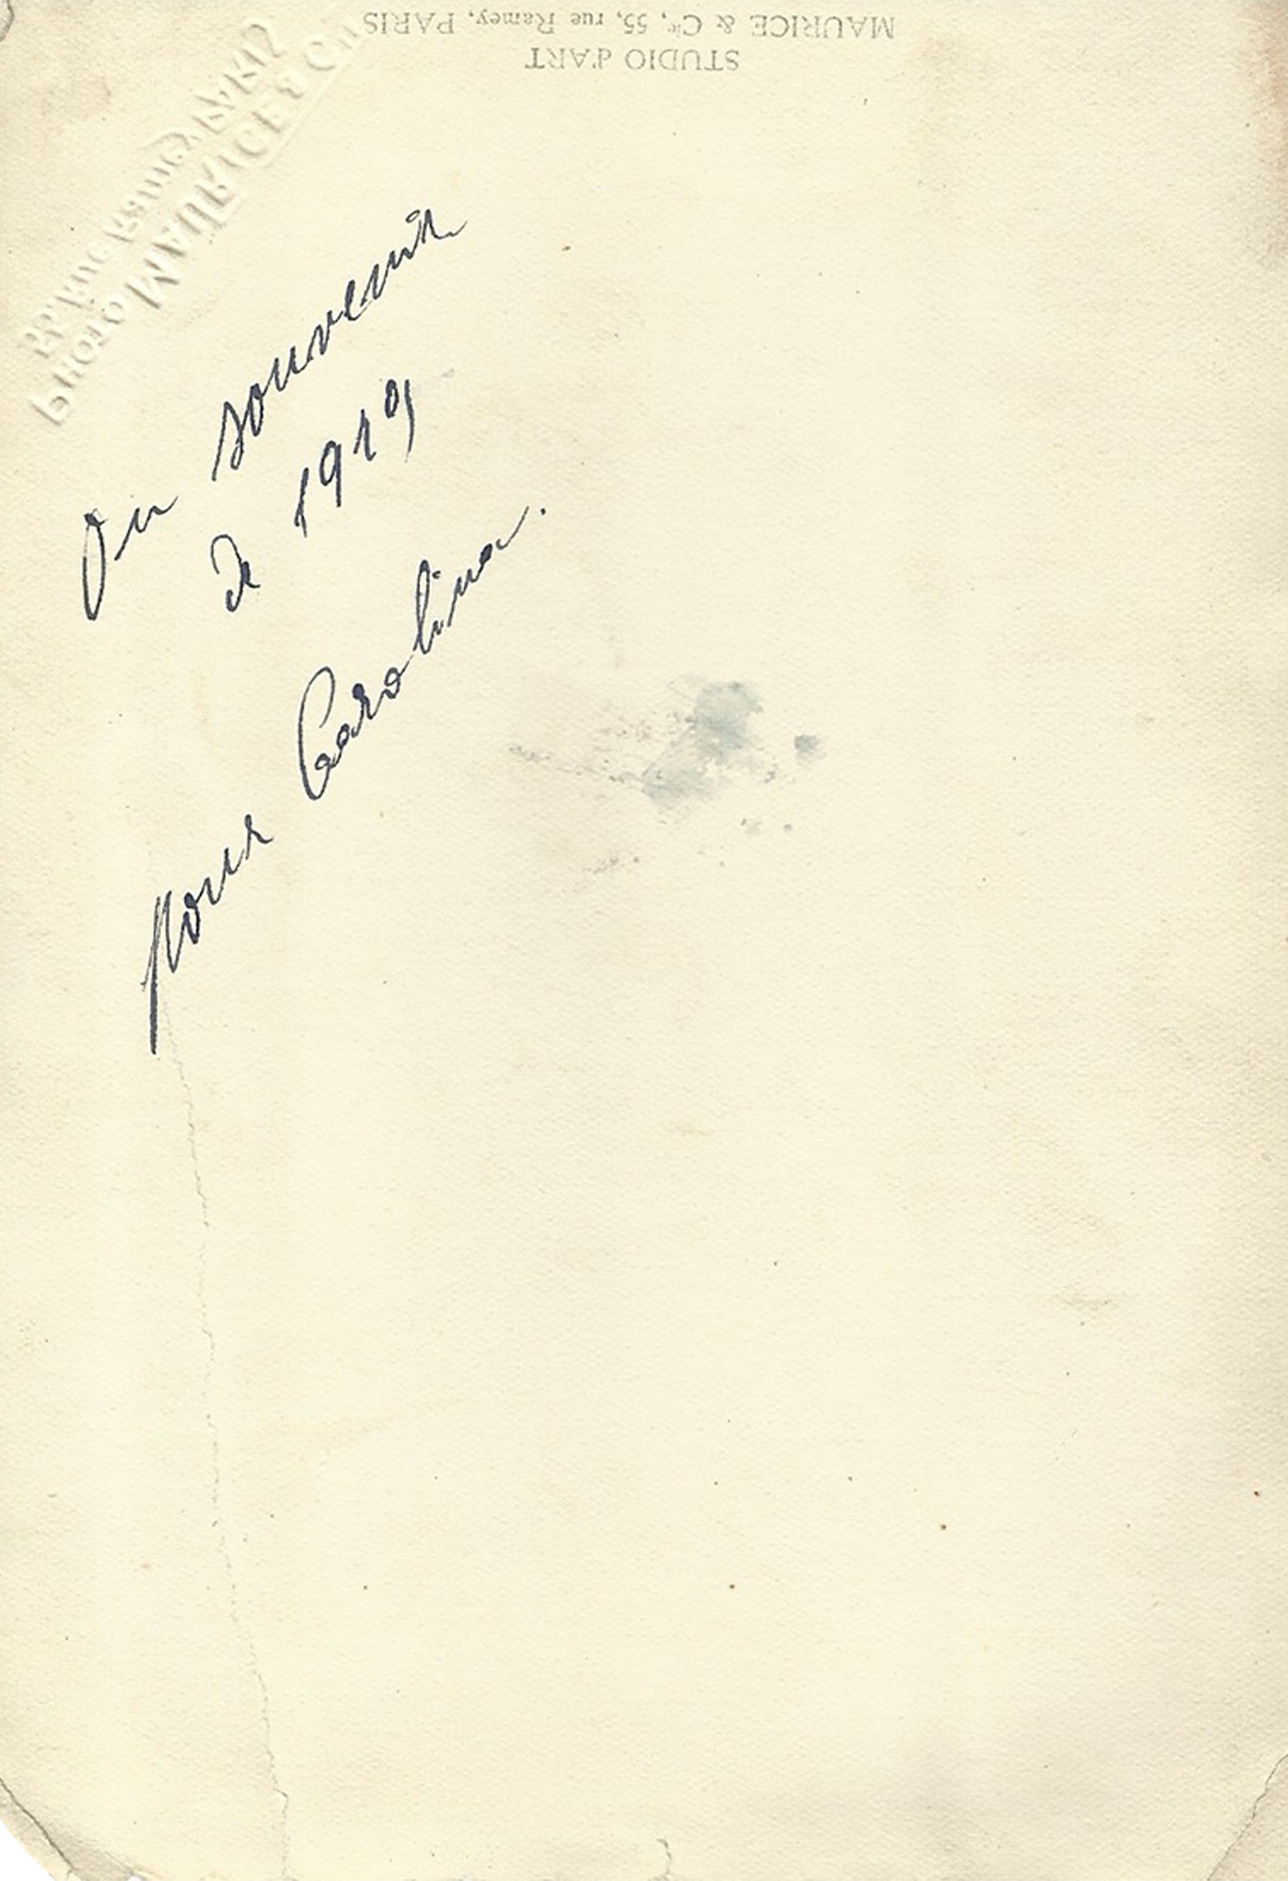 STUDIO d'ART
MAURICE & Cie, 55, rue Ramey, PARIS
PHOTO MAURICE & Cie
55, rue Ramey, PARIS
Un souvenir
de 1919
pour Carolina.